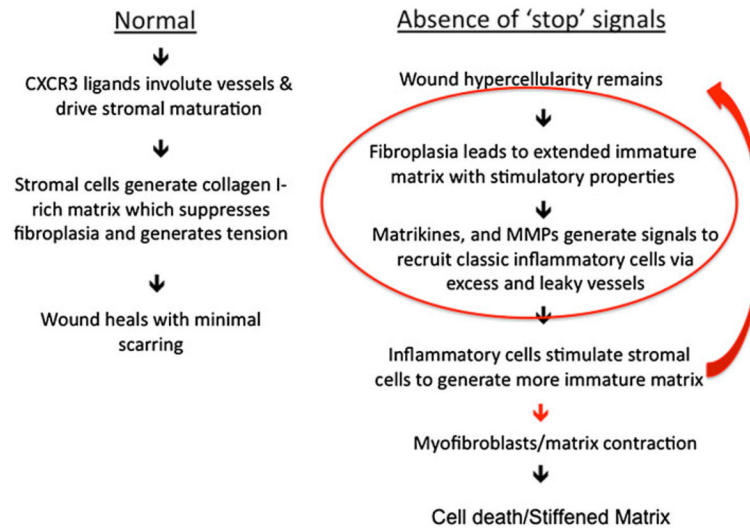 Normal
CXCR3 ligands involute vessels &
drive stromal maturation
Stromal cells generate collagen I-
rich matrix which suppresses
fibroplasia and generates tension
Wound heals with minimal
scarring
Absence of ‘stop’ signals
Wound hypercellularity remains
Fibroplasia leads to extended immature
matrix with stimulatory properties
Matrikines, and MMPs generate signals to
recruit classic inflammatory cells via
excess and leaky vessels
Inflammatory cells stimulate stromal
cells to generate more immature matrix
Myofibroblasts/matrix contraction
Cell death/Stiffened Matrix